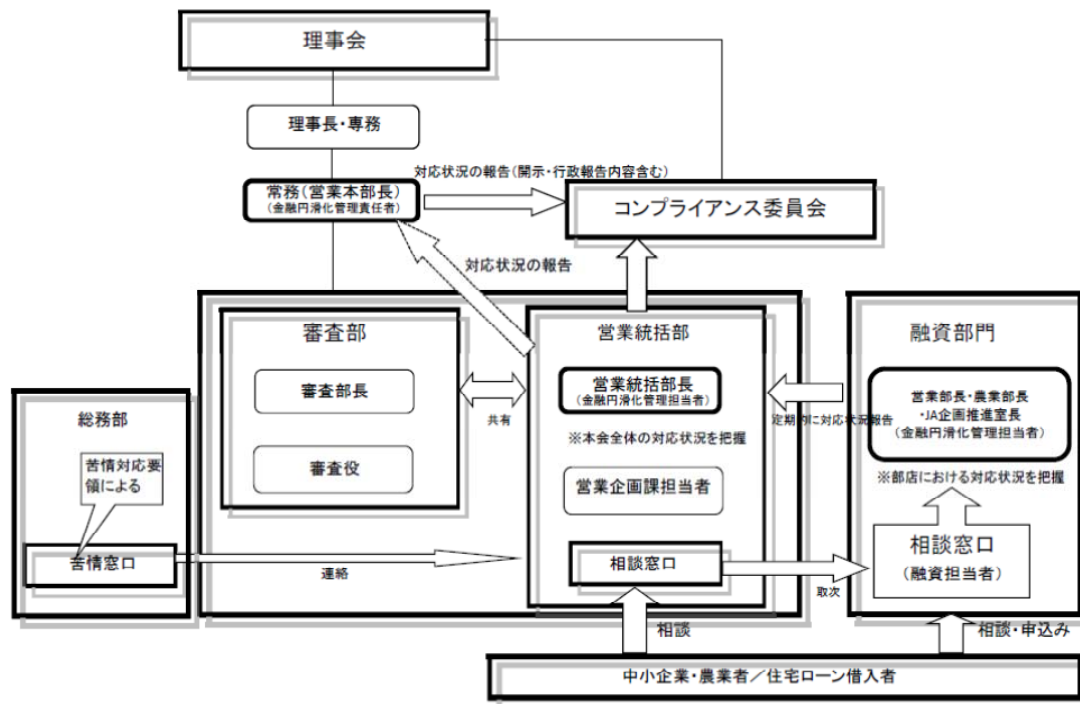 理事会
理事長・専務
対応状況の報告(開示・行政報告内容含む)
常務(営業本部長)
(金融円滑化管理責任者)
コンプライアンス委員会
対応状況の報告
審査部
審査部長
審査役
共有
営業統括部
営業統括部長
(金融円滑化管理担当者)
※本会全体の対応状況を把握
営業企画課担当者
相談窓口
定期的に対応状況報告
融資部門
営業部長・農業部長
・JA企画推進室長
(金融円滑化管理担当者)
※部店における対応状況を把握
相談窓口
(融資担当者)
取次
総務部
苦情対応要
領による
苦情窓口
連絡
相談
相談・申込み
中小企業・農業者/住宅ローン借入者